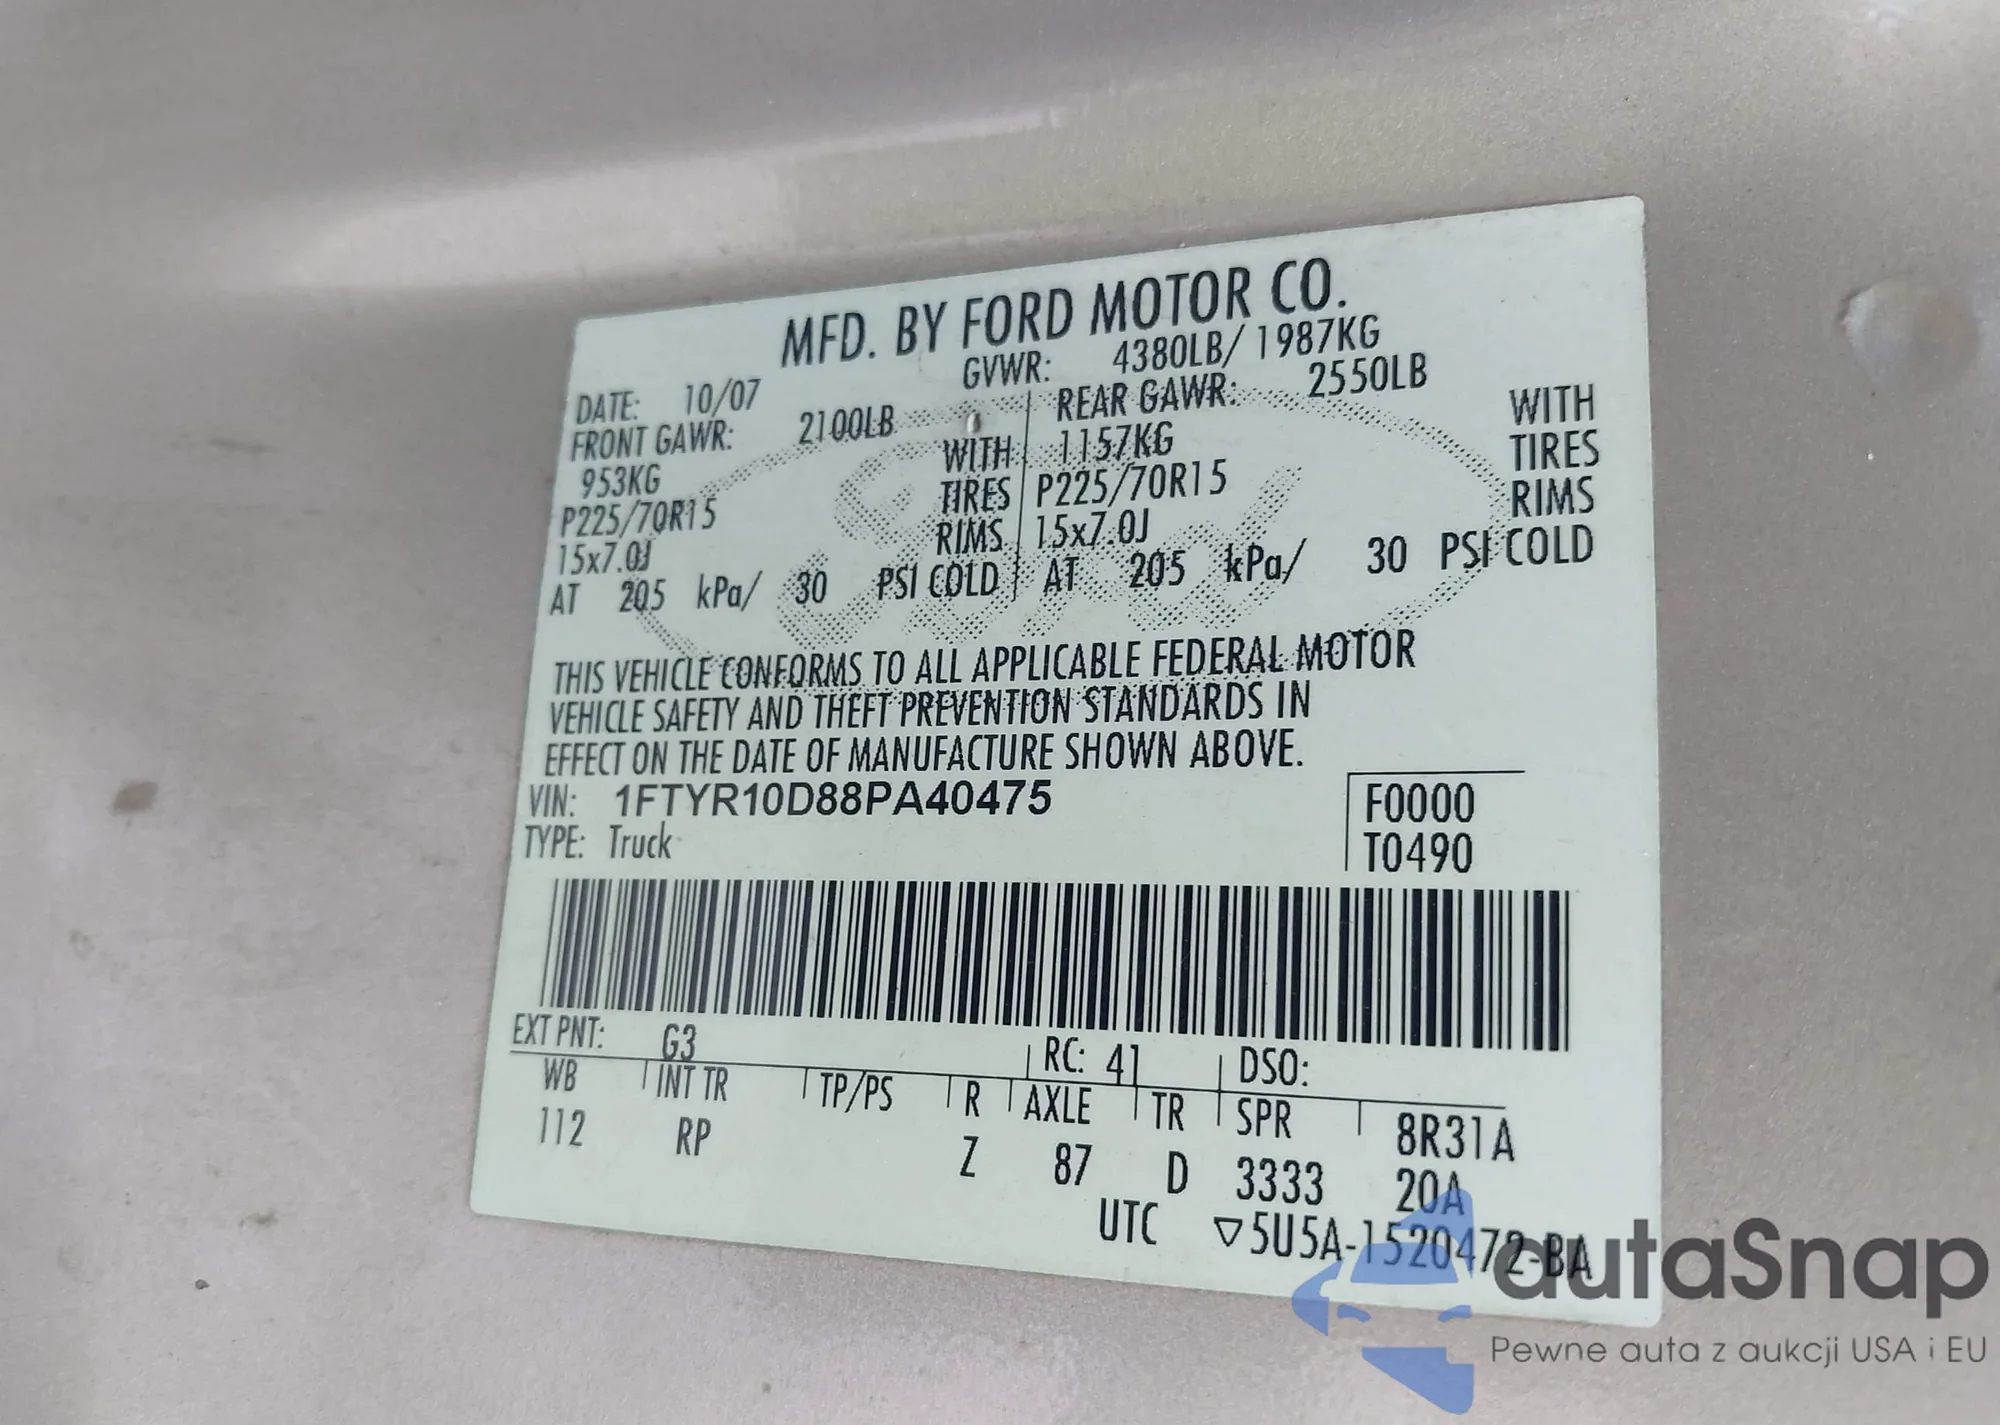 MFD. BY FORD MOTOR CO.
DATE: 10/07 GVWR: 4380LB/ 1987KG
FRONT GAWR: 2100LB REAR GAWR: 2550LB
953KG WITH 1157KG WITH
P225/70R15 TIRES P225/70R15 TIRES
15x7.0J RIMS 15x7.0J RIMS
AT 205 kPa/ 30 PSI COLD AT 205 kPa/ 30 PSI COLD
THIS VEHICLE CONFORMS TO ALL APPLICABLE FEDERAL MOTOR
VEHICLE SAFETY AND THEFT PREVENTION STANDARDS IN
EFFECT ON THE DATE OF MANUFACTURE SHOWN ABOVE.
VIN: 1FTYR10D88PA40475 F0000
TYPE: Truck T0490
EXT PNT: G3 RC: 41 DSO:
WB INT TR TP/PS R AXLE TR SPR 8R31A
112 RP Z 87 D 3333 20A
UTC ▽5U5A-1520472-BA
autaSnap
Pewne auta z aukcji USA i EU